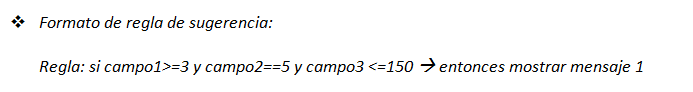 ❖ Formato de regla de sugerencia:
Regla: si campo1>=3 y campo2==5 y campo3 <=150 → entonces mostrar mensaje 1